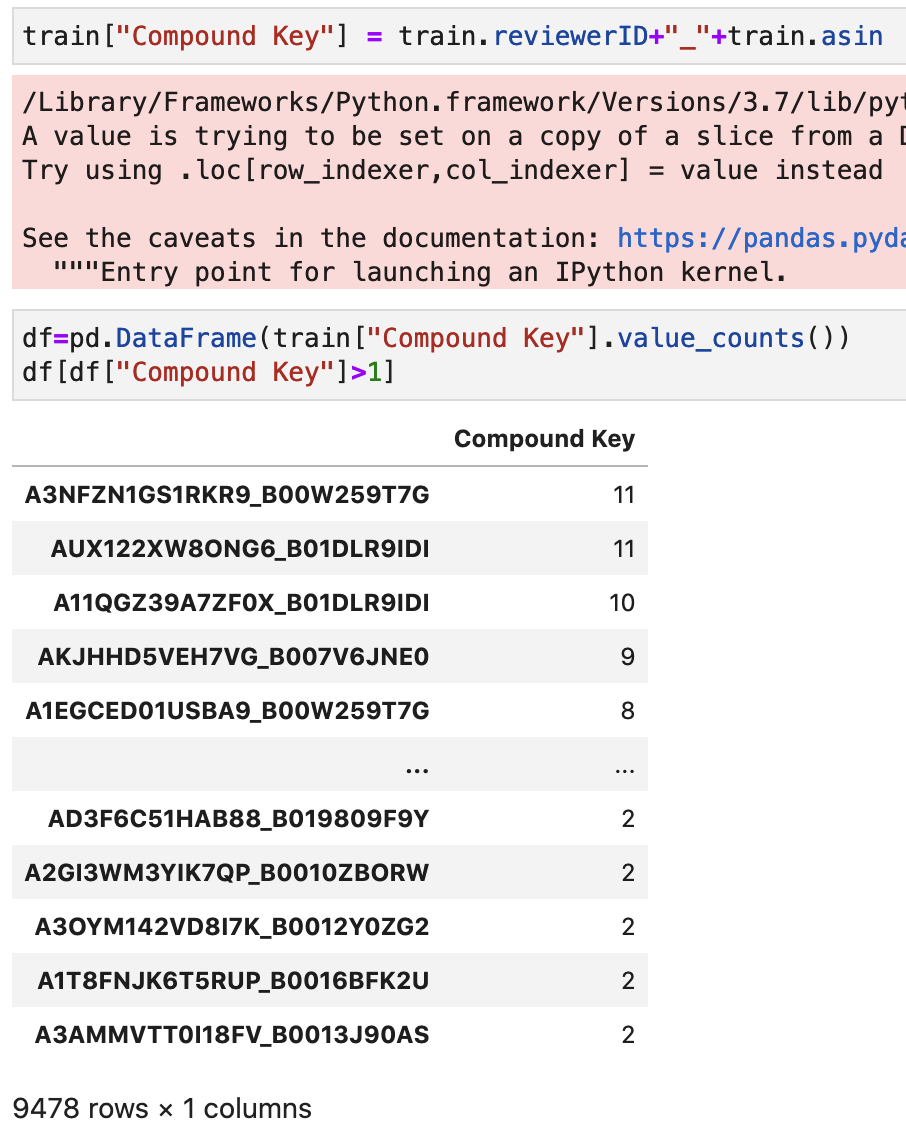 train["Compound Key"] = train.reviewerID+"_"+train.asin
/Library/Frameworks/Python.framework/Versions/3.7/lib/pyt
A value is trying to be set on a copy of a slice from a D
Try using .loc[row_indexer,col_indexer] = value instead
See the caveats in the documentation: https://pandas.pyda
"""Entry point for launching an IPython kernel.
df=pd.DataFrame(train["Compound Key"].value_counts())
df[df["Compound Key"]>1]
Compound Key
A3NFZN1GS1RKR9_B00W259T7G 11
AUX122XW8ONG6_B01DLR9IDI 11
A11QGZ39A7ZF0X_B01DLR9IDI 10
AKJHHD5VEH7VG_B007V6JNE0 9
A1EGCED01USBA9_B00W259T7G 8
... ...
AD3F6C51HAB88_B019809F9Y 2
A2GI3WM3YIK7QP_B0010ZBORW 2
A3OYM142VD8I7K_B0012Y0ZG2 2
A1T8FNJK6T5RUP_B0016BFK2U 2
A3AMMVTT0I18FV_B0013J90AS 2
9478 rows × 1 columns